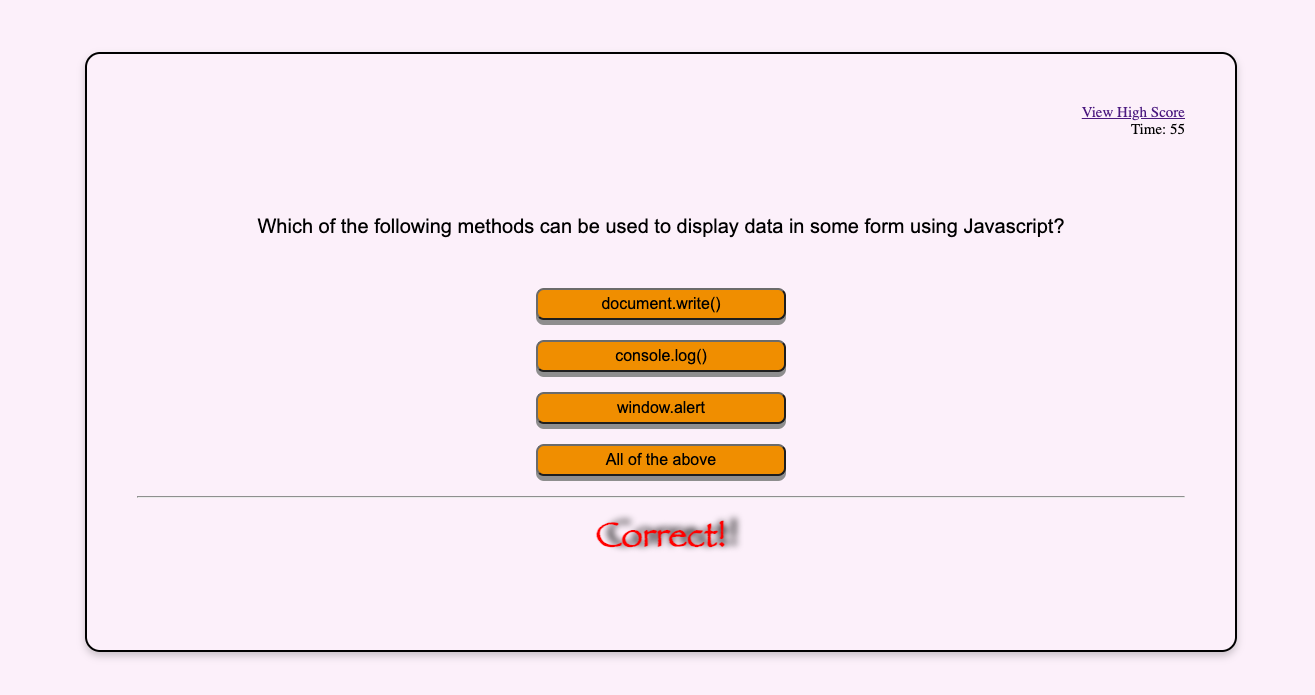 View High Score
Time: 55
Which of the following methods can be used to display data in some form using Javascript?
document.write()
console.log()
window.alert
All of the above
Correct!